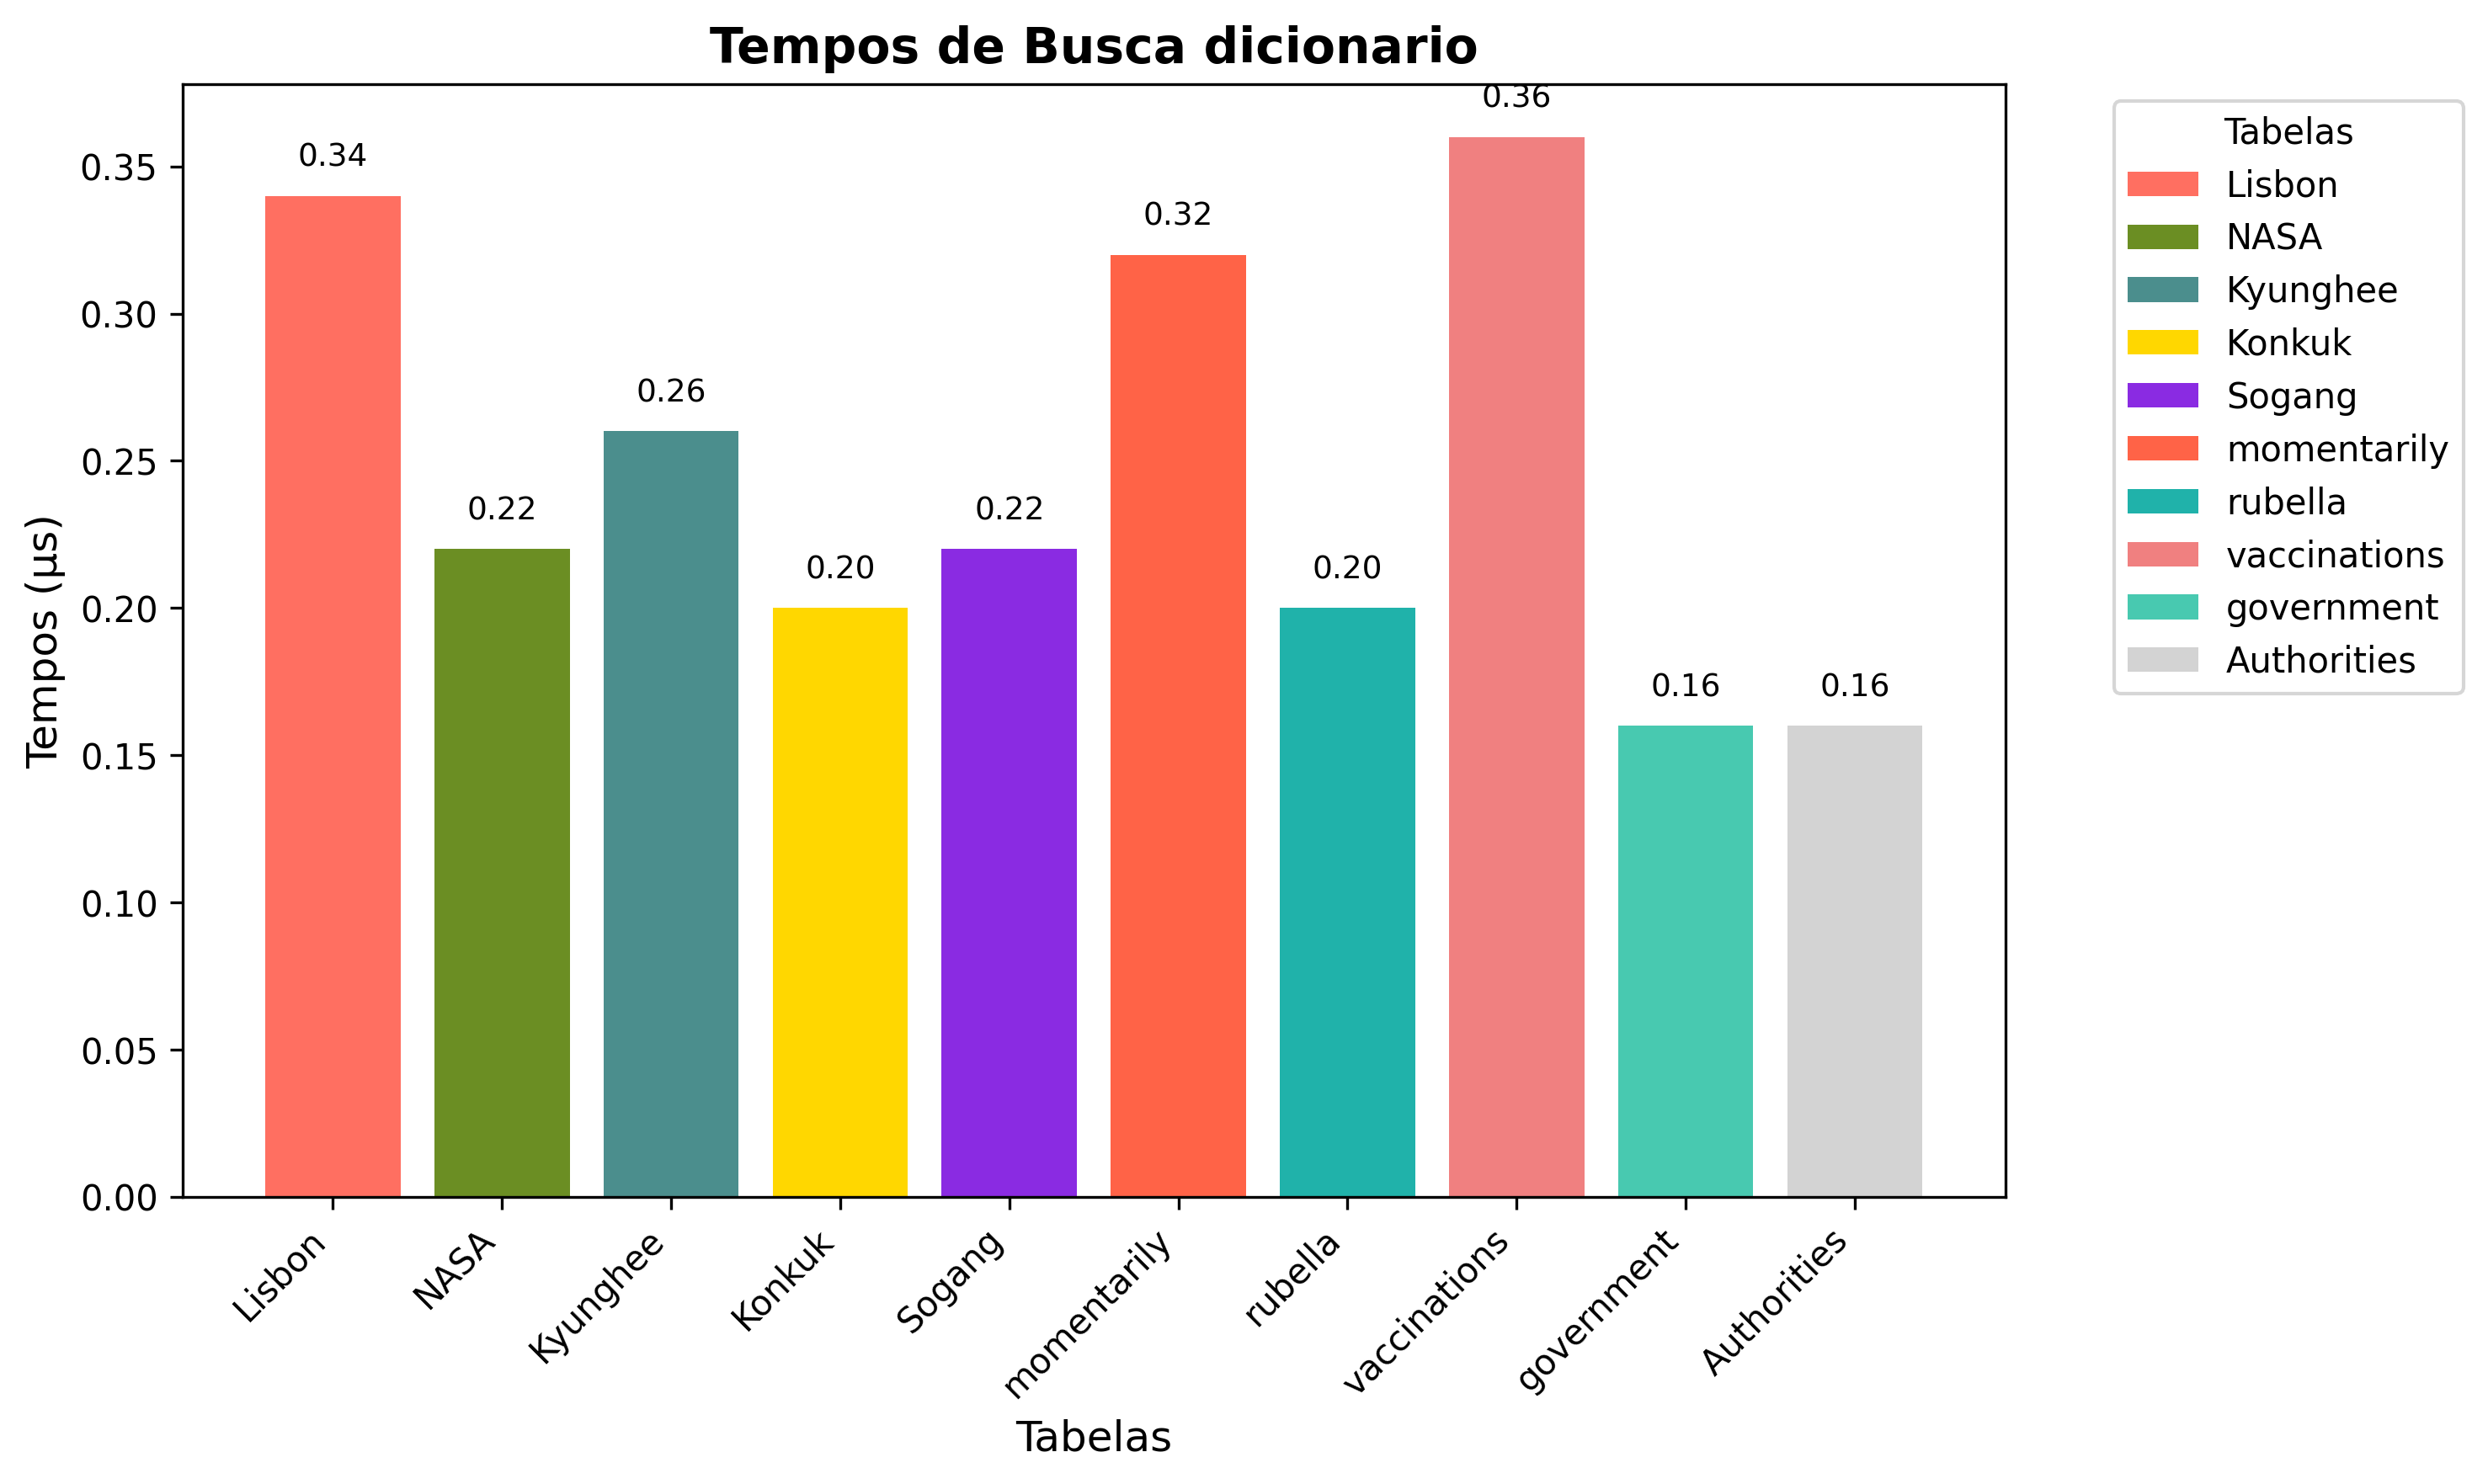 Tempos de Busca dicionario
Tempos (µs)
0.35
0.30
0.25
0.20
0.15
0.10
0.05
0.00
0.34
0.22
0.26
0.20
0.22
0.32
0.20
0.36
0.16
0.16
Lisbon
NASA
Kyunghee
Konkuk
Sogang
momentarily
rubella
vaccinations
government
Authorities
Tabelas
Tabelas
Lisbon
NASA
Kyunghee
Konkuk
Sogang
momentarily
rubella
vaccinations
government
Authorities